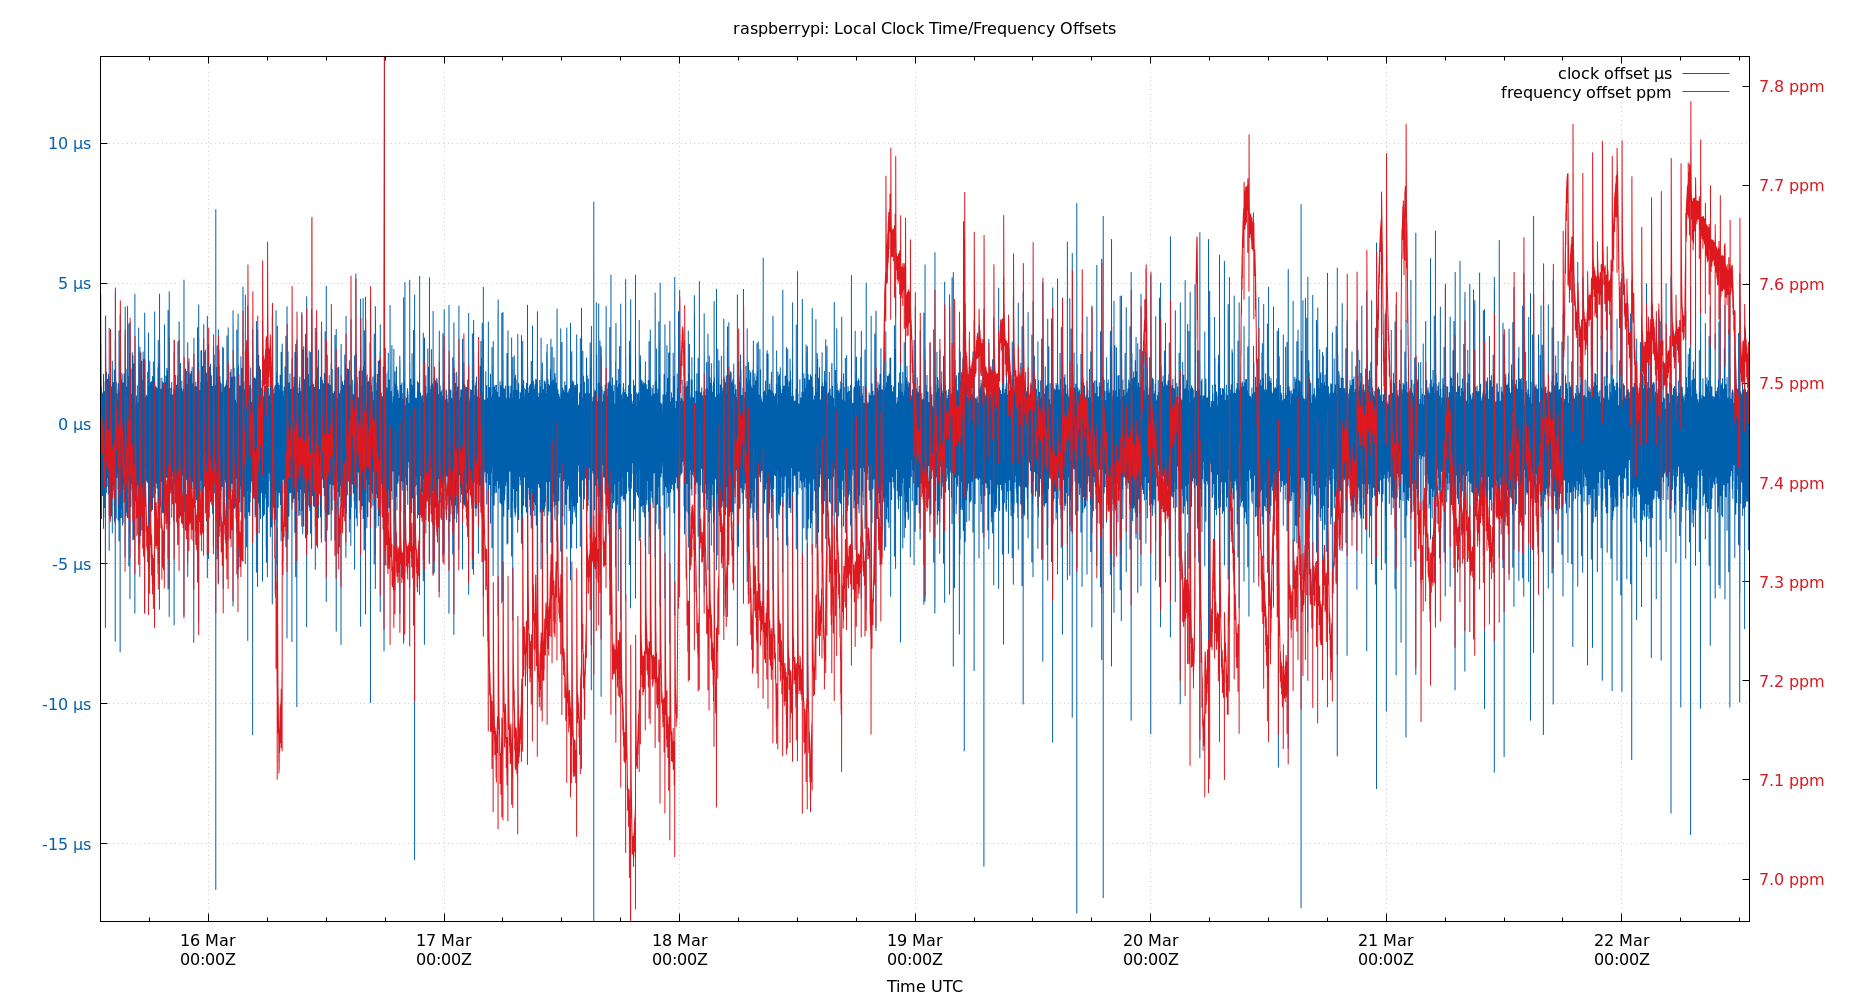 raspberrypi: Local Clock Time/Frequency Offsets
clock offset µs
frequency offset ppm
10 µs
5 µs
0 µs
-5 µs
-10 µs
-15 µs
7.8 ppm
7.7 ppm
7.6 ppm
7.5 ppm
7.4 ppm
7.3 ppm
7.2 ppm
7.1 ppm
7.0 ppm
16 Mar
00:00Z
17 Mar
00:00Z
18 Mar
00:00Z
19 Mar
00:00Z
20 Mar
00:00Z
21 Mar
00:00Z
22 Mar
00:00Z
Time UTC